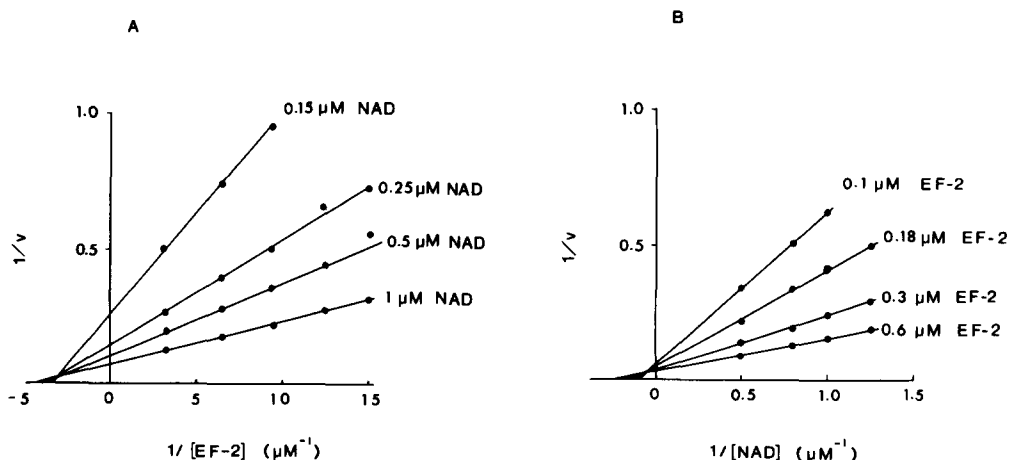 A
1.0
0.5
1/v
0.15 µM NAD
0.25 µM NAD
0.5 µM NAD
1 µM NAD
-5 0 5 10 15
1/ [EF-2] (µM⁻¹)
B
1.0
0.5
1/v
0.1 µM EF-2
0.18 µM EF-2
0.3 µM EF-2
0.6 µM EF-2
0 0.5 1.0 1.5
1/ [NAD] (µM⁻¹)